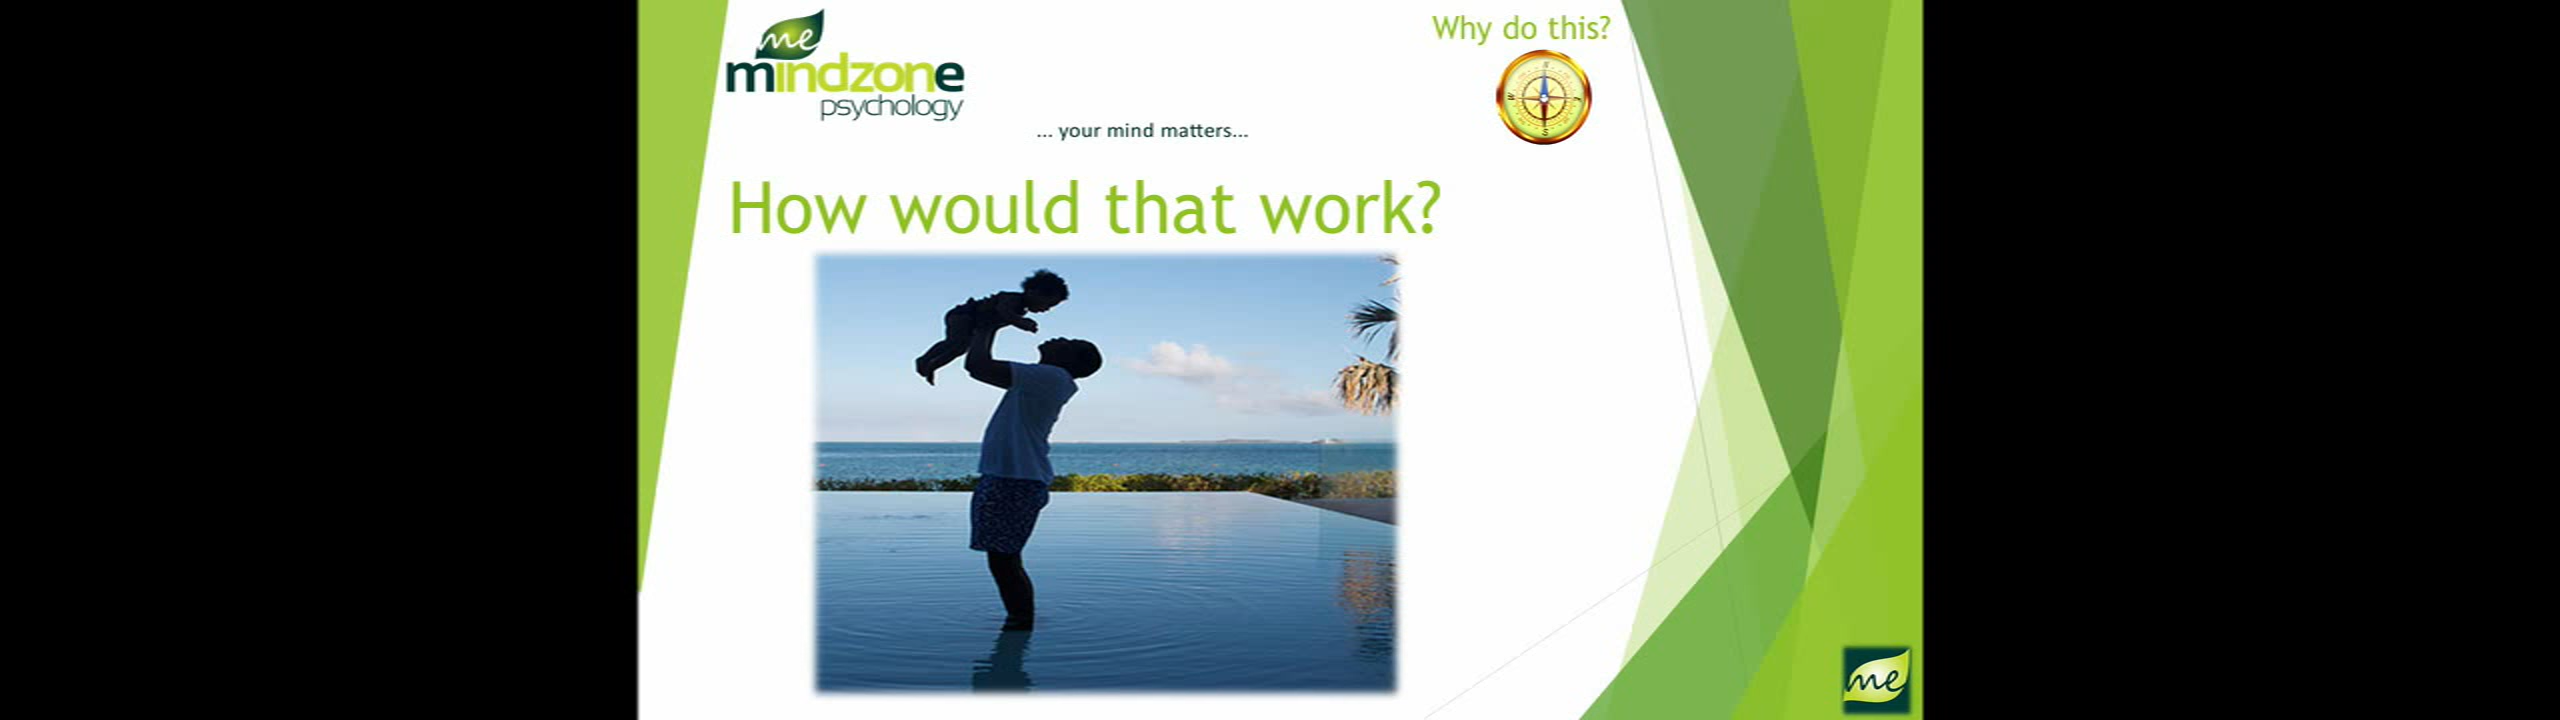 me
mindzone
psychology
Why do this?
... your mind matters...
How would that work?
me